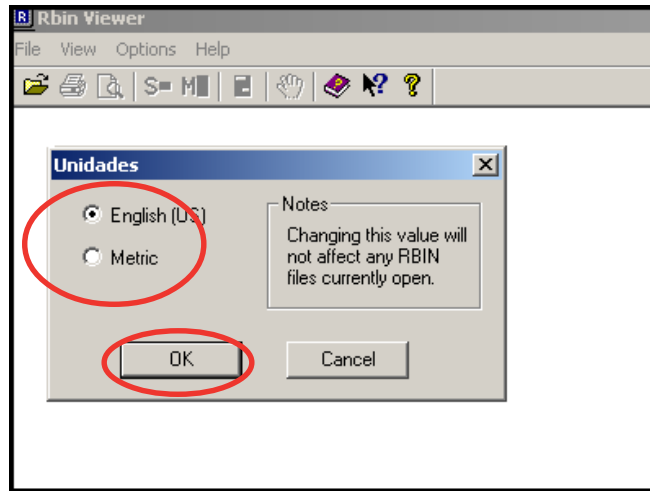 Rbin Viewer
File View Options Help
S M
Unidades
English (US)
Metric
Notes
Changing this value will
not affect any RBIN
files currently open.
OK
Cancel